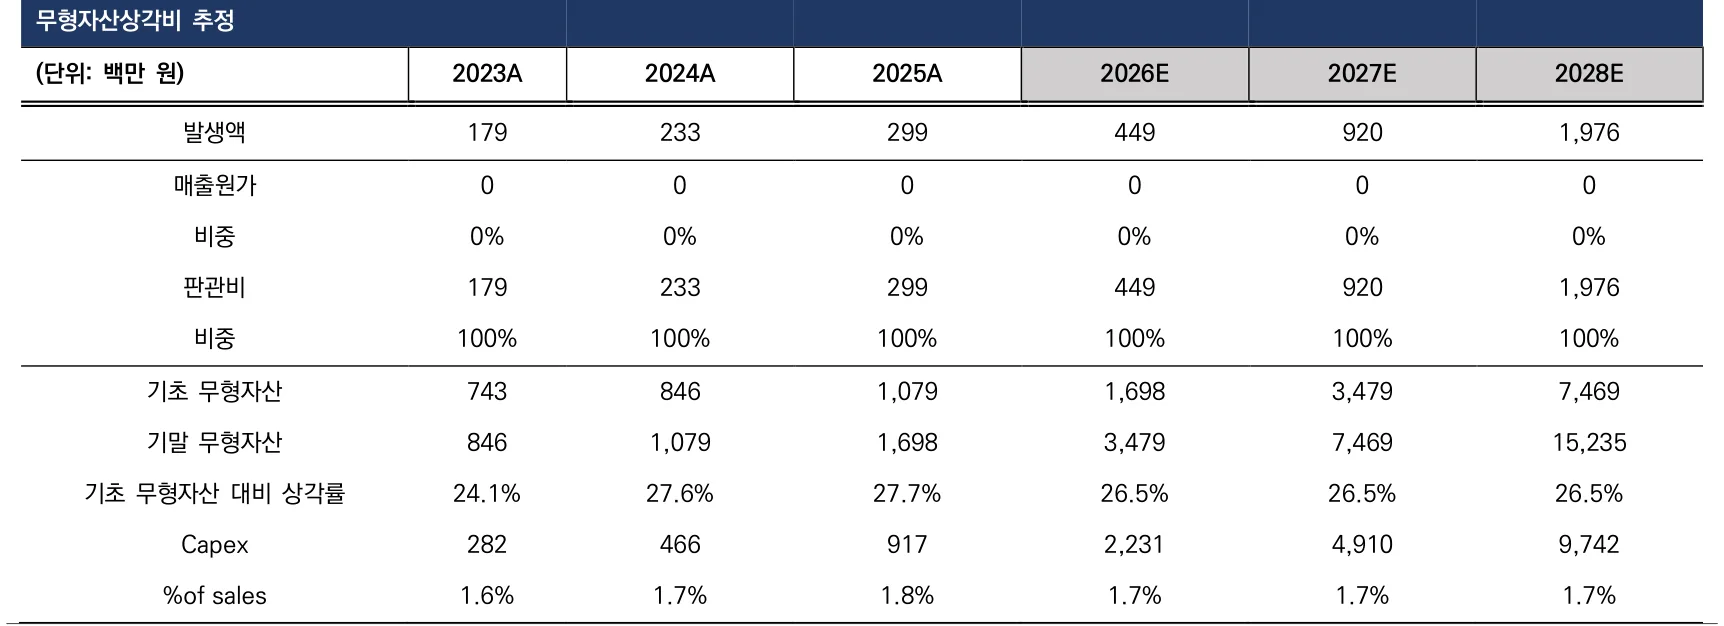 무형자산상각비 추정
(단위: 백만 원) 2023A 2024A 2025A 2026E 2027E 2028E
발생액 179 233 299 449 920 1,976
매출원가 0 0 0 0 0 0
비중 0% 0% 0% 0% 0% 0%
판관비 179 233 299 449 920 1,976
비중 100% 100% 100% 100% 100% 100%
기초 무형자산 743 846 1,079 1,698 3,479 7,469
기말 무형자산 846 1,079 1,698 3,479 7,469 15,235
기초 무형자산 대비 상각률 24.1% 27.6% 27.7% 26.5% 26.5% 26.5%
Capex 282 466 917 2,231 4,910 9,742
%of sales 1.6% 1.7% 1.8% 1.7% 1.7% 1.7%